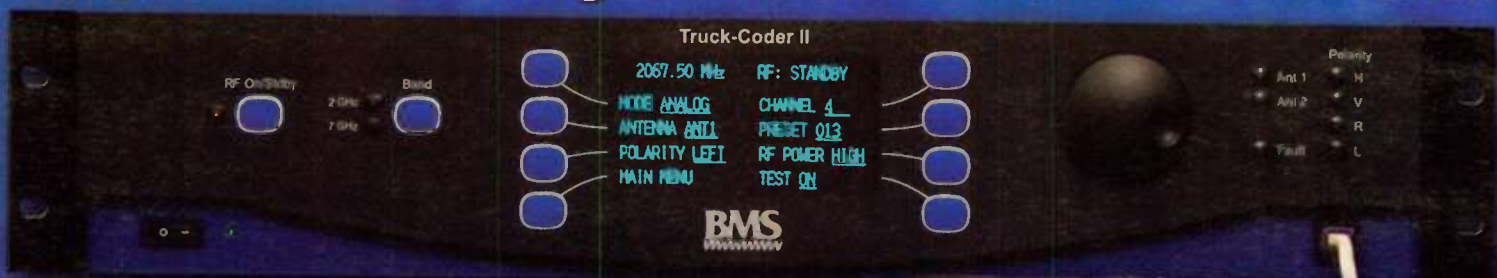 Truck-Coder II
RF On/Stdby
2 GHz
7 GHz
Band
2067.50 MHz RF: STANDBY
MODE ANALOG CHANNEL 4
ANTENNA ANT1 PRESET 013
POLARITY LEFT RF POWER HIGH
MAIN MENU TEST ON
BMS
Polarity
Ant 1 H
Ant 2 V
R
Fault L
O –